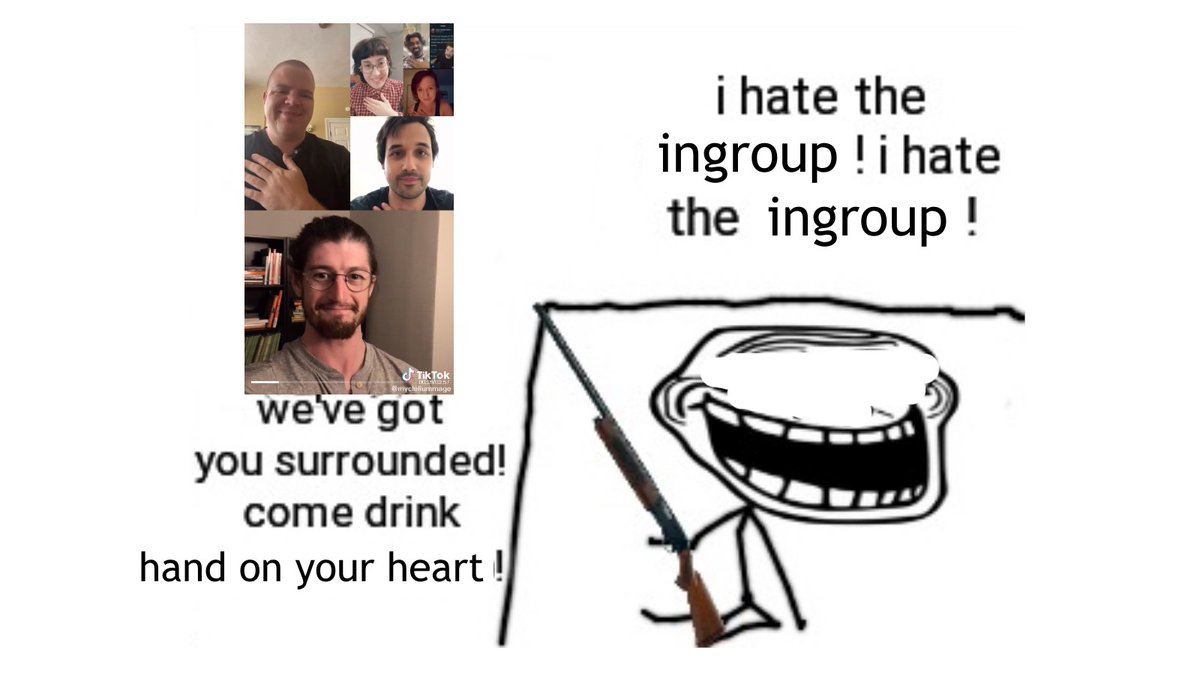 i hate the
ingroup ! i hate
the ingroup !
TikTok
we've got
you surrounded!
come drink
hand on your heart !